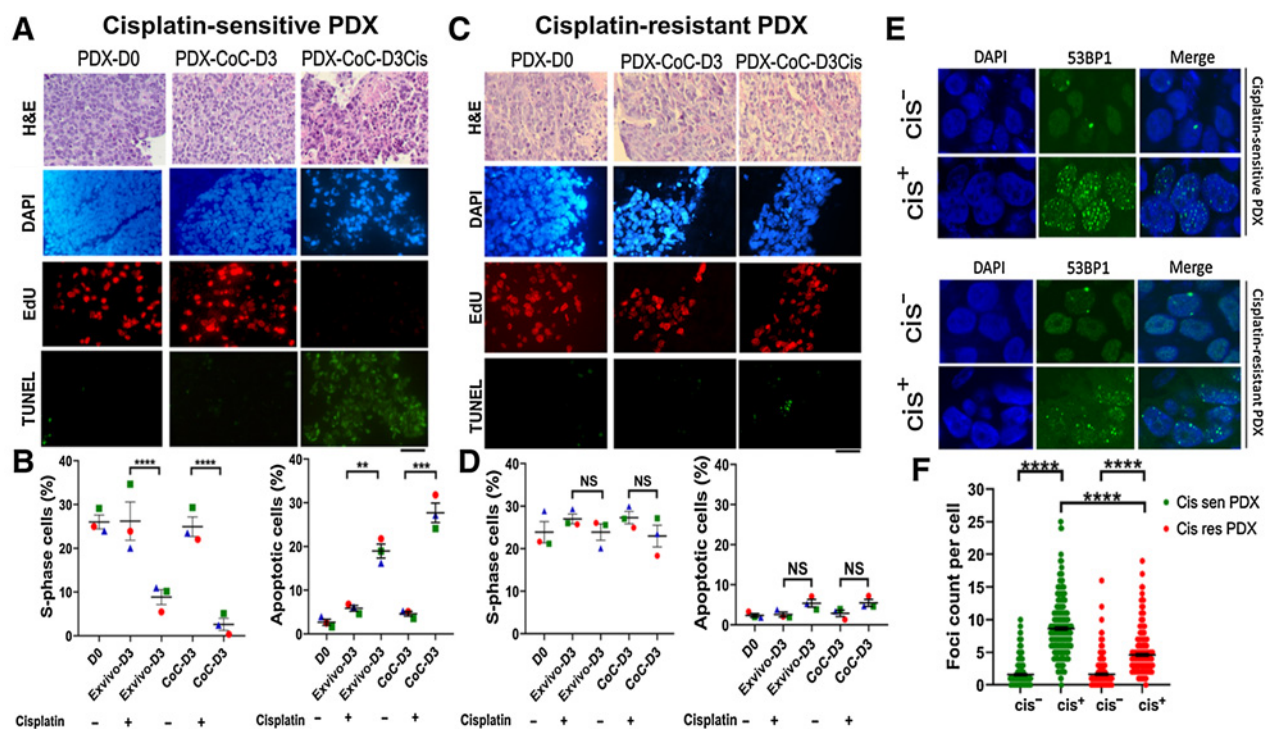 A
Cisplatin-sensitive PDX
PDX-D0
PDX-CoC-D3
PDX-CoC-D3Cis
H&E
DAPI
EdU
TUNEL
B
S-phase cells (%)
40
30
20
10
0
****
****
D0
Exvivo-D3
Exvivo-D3
CoC-D3
CoC-D3
Cisplatin
– + – +
Apoptotic cells (%)
40
30
20
10
0
**
***
D0
Exvivo-D3
Exvivo-D3
CoC-D3
CoC-D3
– + – +
C
Cisplatin-resistant PDX
PDX-D0
PDX-CoC-D3
PDX-CoC-D3Cis
H&E
DAPI
EdU
TUNEL
D
S-phase cells (%)
40
30
20
10
0
NS
NS
D0
Exvivo-D3
Exvivo-D3
CoC-D3
CoC-D3
Cisplatin
– + – +
Apoptotic cells (%)
40
30
20
10
0
NS
NS
D0
Exvivo-D3
Exvivo-D3
CoC-D3
CoC-D3
– + – +
E
DAPI
53BP1
Merge
cis–
cis+
Cisplatin-sensitive PDX
DAPI
53BP1
Merge
cis–
cis+
Cisplatin-resistant PDX
F
Foci count per cell
30
25
20
15
10
5
0
****
****
****
Cis sen PDX
Cis res PDX
cis–
cis+
cis–
cis+